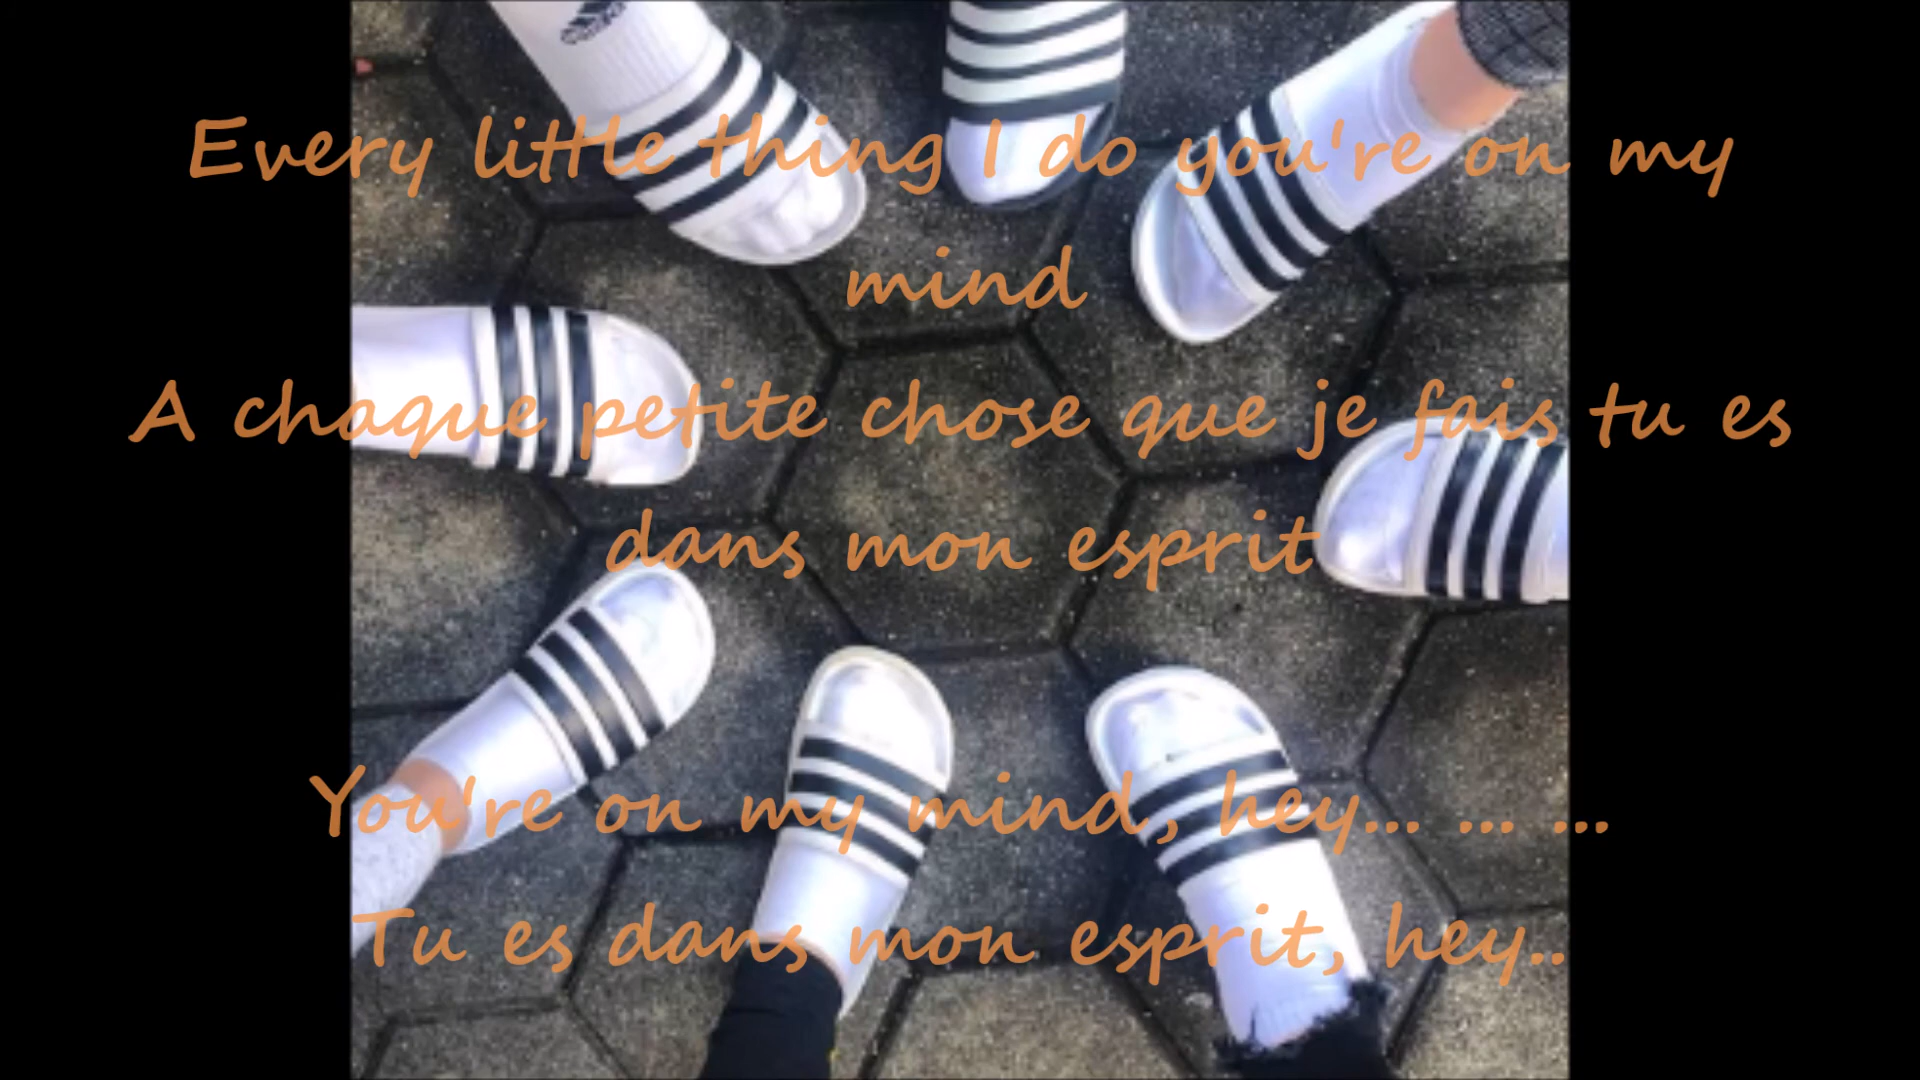 Every little thing I do you're on my
mind
A chaque petite chose que je fais tu es
dans mon esprit
You're on my mind, hey... ... ...
Tu es dans mon esprit, hey..